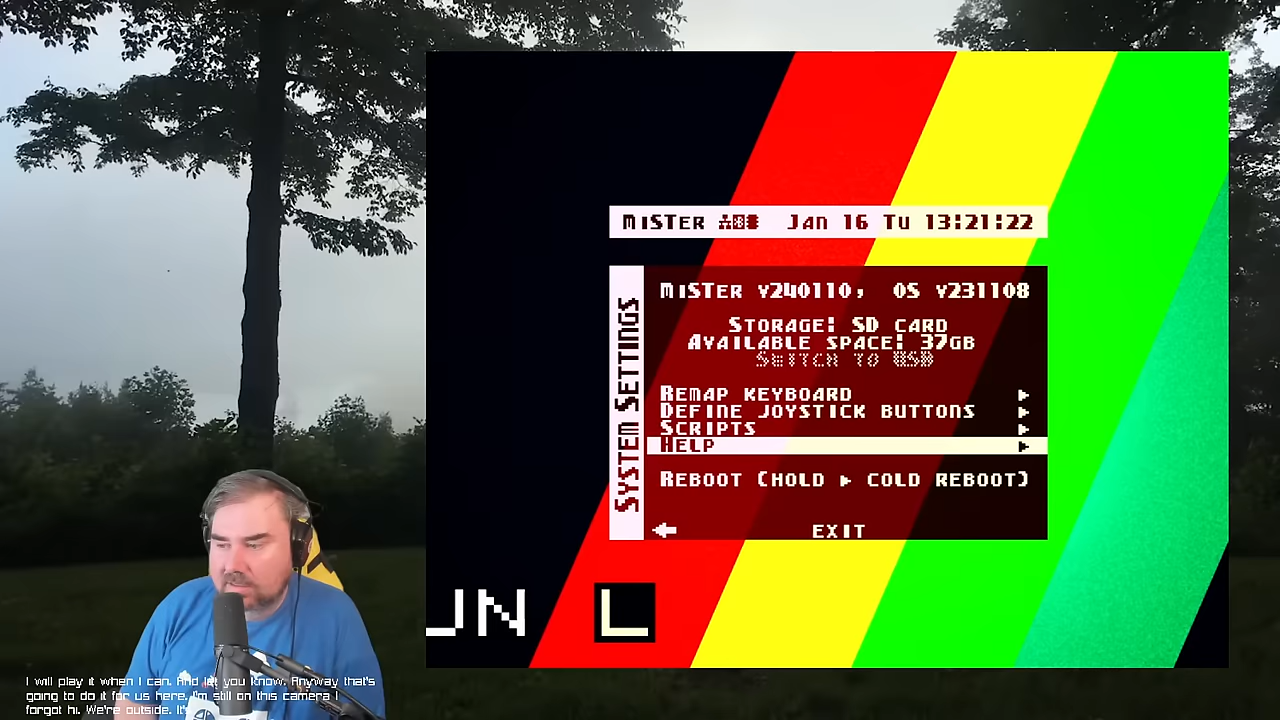 MiSTer Jan 16 Tu 13:21:22
System Settings
MiSTer v240110, OS v231108
Storage: SD card
Available space: 37GB
Switch to USB
Remap keyboard
Define joystick buttons
Scripts
Help
Reboot (hold ▸ cold reboot)
exit
UN L
I will play it when I can. And let you know. Anyway that's
going to do it for us here. I'm still on this camera I
forgot hi. We're outside. It's